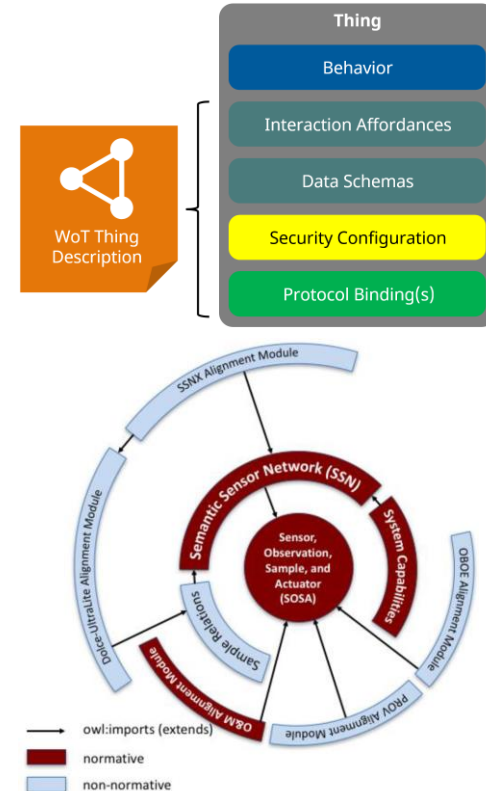 Thing
Behavior
Interaction Affordances
Data Schemas
Security Configuration
Protocol Binding(s)
WoT Thing
Description
SSNX Alignment Module
Semantic Sensor Network (SSN)
System Capabilities
Dolce-UltraLite Alignment Module
Sensor,
Observation,
Sample, and
Actuator
(SOSA)
OBOE Alignment Module
Sample Relations
O&M Alignment Module
PROV Alignment Module
owl:imports (extends)
normative
non-normative